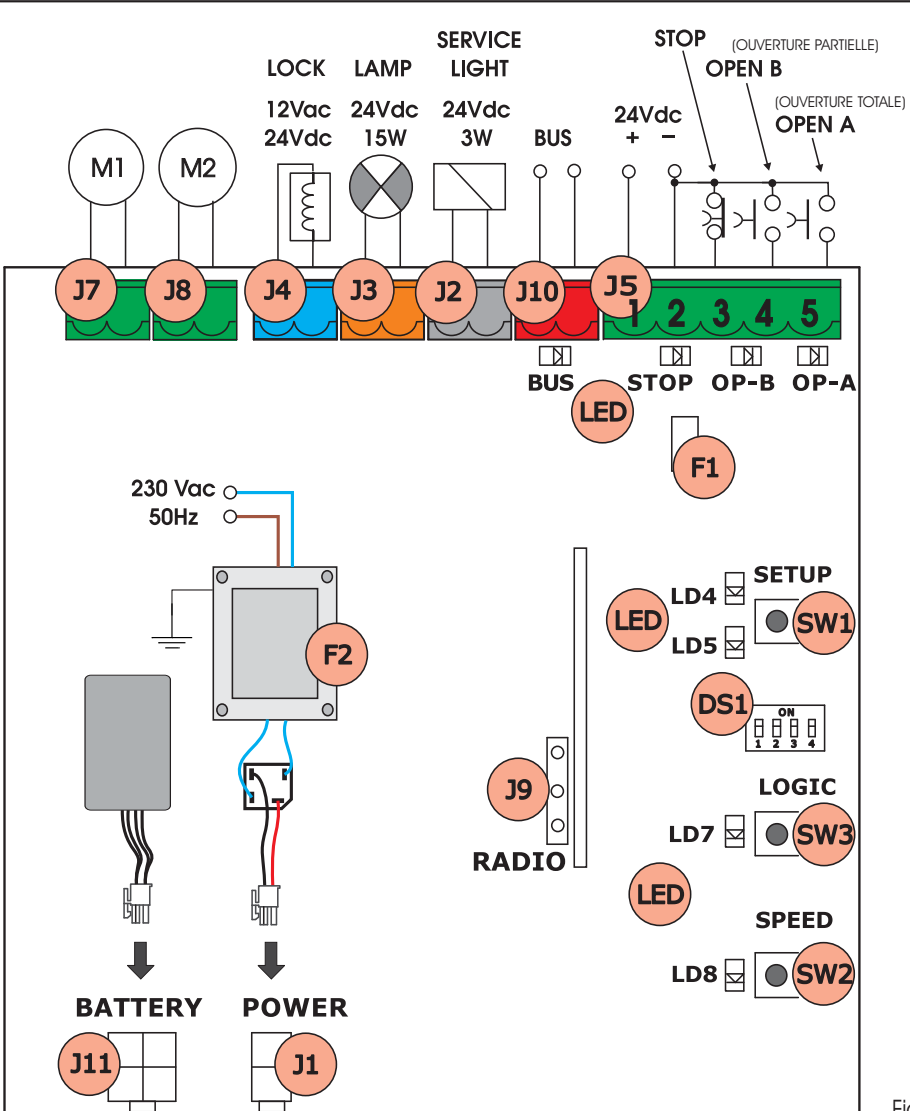 SERVICE
LIGHT
LOCK LAMP
STOP
(OUVERTURE PARTIELLE)
OPEN B
(OUVERTURE TOTALE)
OPEN A
12Vac
24Vdc
24Vdc
15W
24Vdc
3W
BUS
24Vdc
+ −
M1 M2
J7 J8 J4 J3 J2 J10 J5
1 2 3 4 5
BUS STOP OP-B OP-A
LED
F1
230 Vac
50Hz
SETUP
LD4
SW1
LED
LD5
F2
DS1
ON
1 2 3 4
LOGIC
J9
LD7
SW3
RADIO
LED
SPEED
LD8
SW2
BATTERY POWER
J11 J1